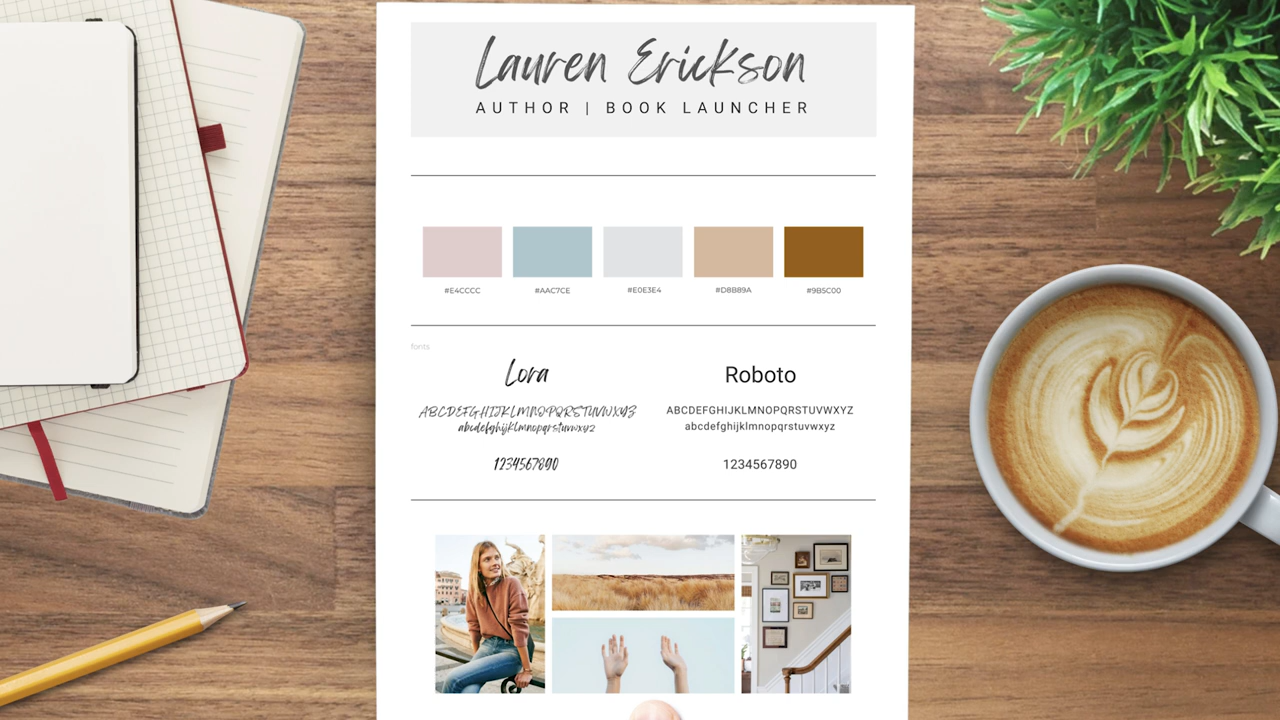 Lauren Erickson
AUTHOR | BOOK LAUNCHER
#E4CCCC #AAC7CE #E0E3E4 #D8B89A #9B5C00
fonts
Lora Roboto
ABCDEFGHIJKLMNOPQRSTUVWXYZ ABCDEFGHIJKLMNOPQRSTUVWXYZ
abcdefghijklmnopqrstuvwxyz abcdefghijklmnopqrstuvwxyz
1234567890 1234567890